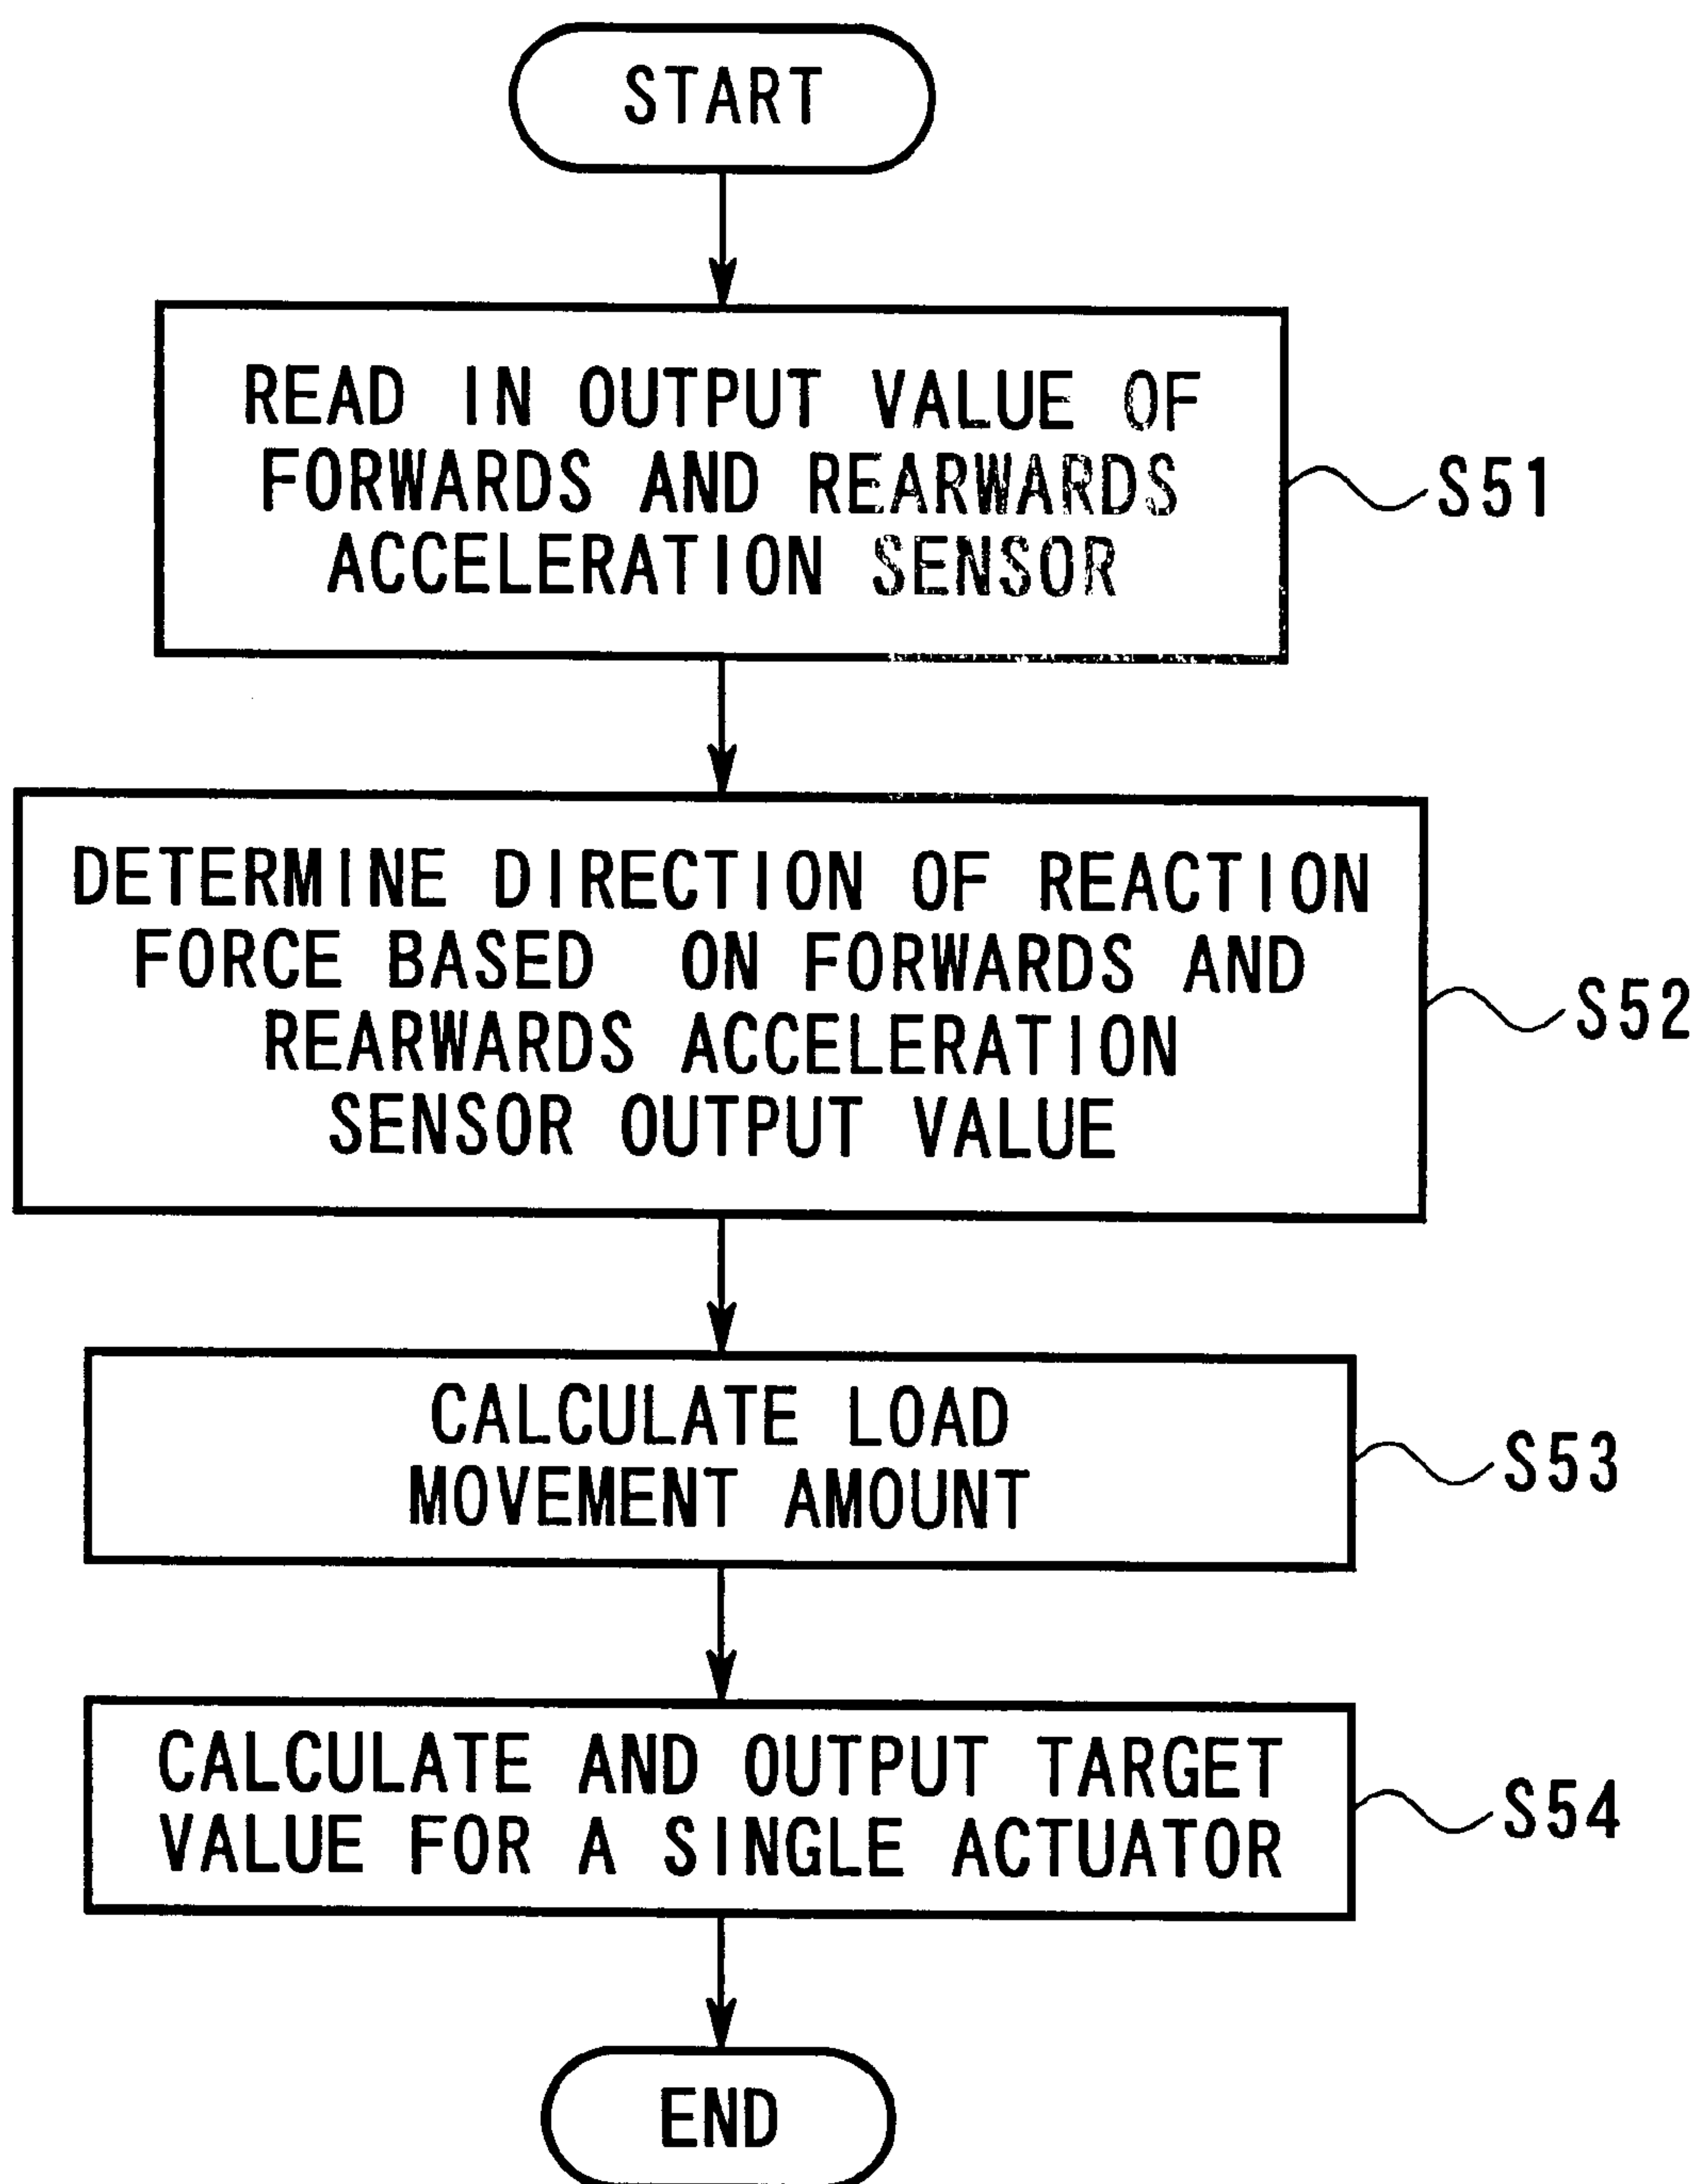 START
READ IN OUTPUT VALUE OF
FORWARDS AND REARWARDS
ACCELERATION SENSOR
S51
DETERMINE DIRECTION OF REACTION
FORCE BASED ON FORWARDS AND
REARWARDS ACCELERATION
SENSOR OUTPUT VALUE
S52
CALCULATE LOAD
MOVEMENT AMOUNT
S53
CALCULATE AND OUTPUT TARGET
VALUE FOR A SINGLE ACTUATOR
S54
END